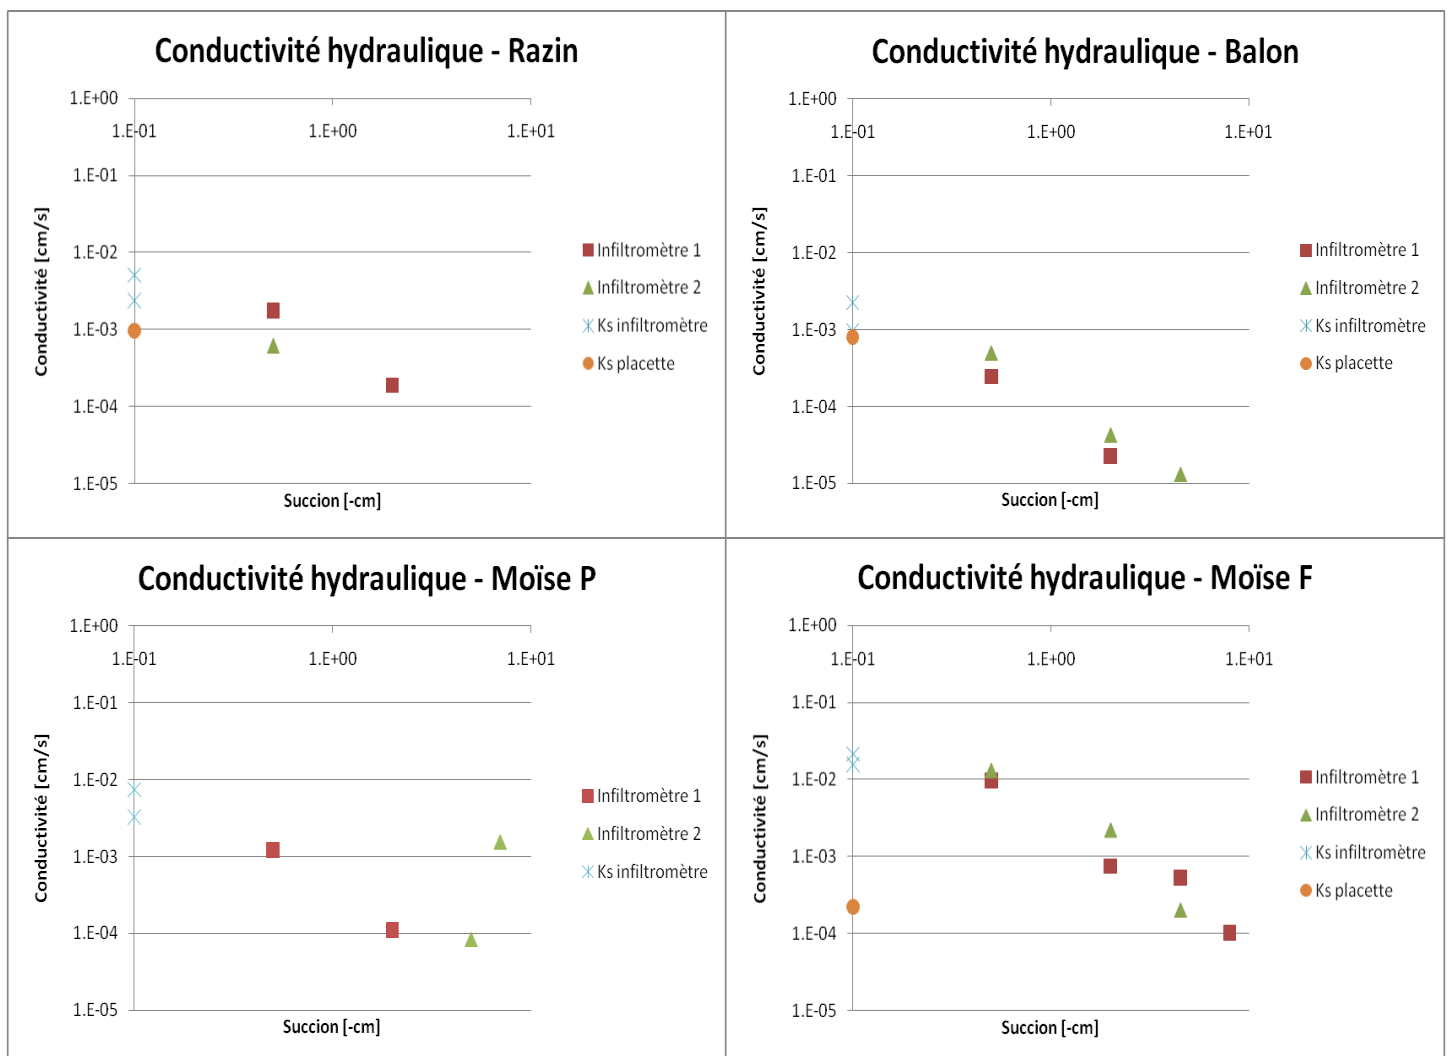 Conductivité hydraulique - Razin
1.E+00
1.E-01 1.E+00 1.E+01
1.E-01
1.E-02
1.E-03
1.E-04
1.E-05
Conductivité [cm/s]
Succion [-cm]
Infiltromètre 1
Infiltromètre 2
Ks infiltromètre
Ks placette
Conductivité hydraulique - Balon
1.E+00
1.E-01 1.E+00 1.E+01
1.E-01
1.E-02
1.E-03
1.E-04
1.E-05
Conductivité [cm/s]
Succion [-cm]
Infiltromètre 1
Infiltromètre 2
Ks infiltromètre
Ks placette
Conductivité hydraulique - Moïse P
1.E+00
1.E-01 1.E+00 1.E+01
1.E-01
1.E-02
1.E-03
1.E-04
1.E-05
Conductivité [cm/s]
Succion [-cm]
Infiltromètre 1
Infiltromètre 2
Ks infiltromètre
Conductivité hydraulique - Moïse F
1.E+00
1.E-01 1.E+00 1.E+01
1.E-01
1.E-02
1.E-03
1.E-04
1.E-05
Conductivité [cm/s]
Succion [-cm]
Infiltromètre 1
Infiltromètre 2
Ks infiltromètre
Ks placette